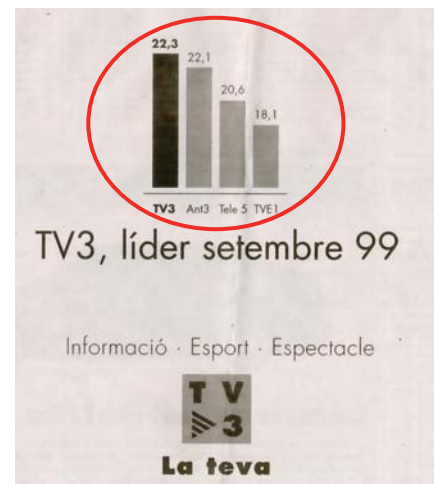 22,3
22,1
20,6
18,1
TV3 Ant3 Tele 5 TVE1
TV3, líder setembre 99
Informació · Esport · Espectacle
T V
3
La teva